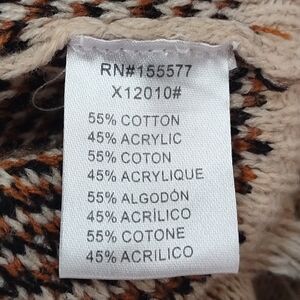 RN#155577
X12010#
55% COTTON
45% ACRYLIC
55% COTON
45% ACRYLIQUE
55% ALGODÓN
45% ACRÍLICO
55% COTONE
45% ACRILICO